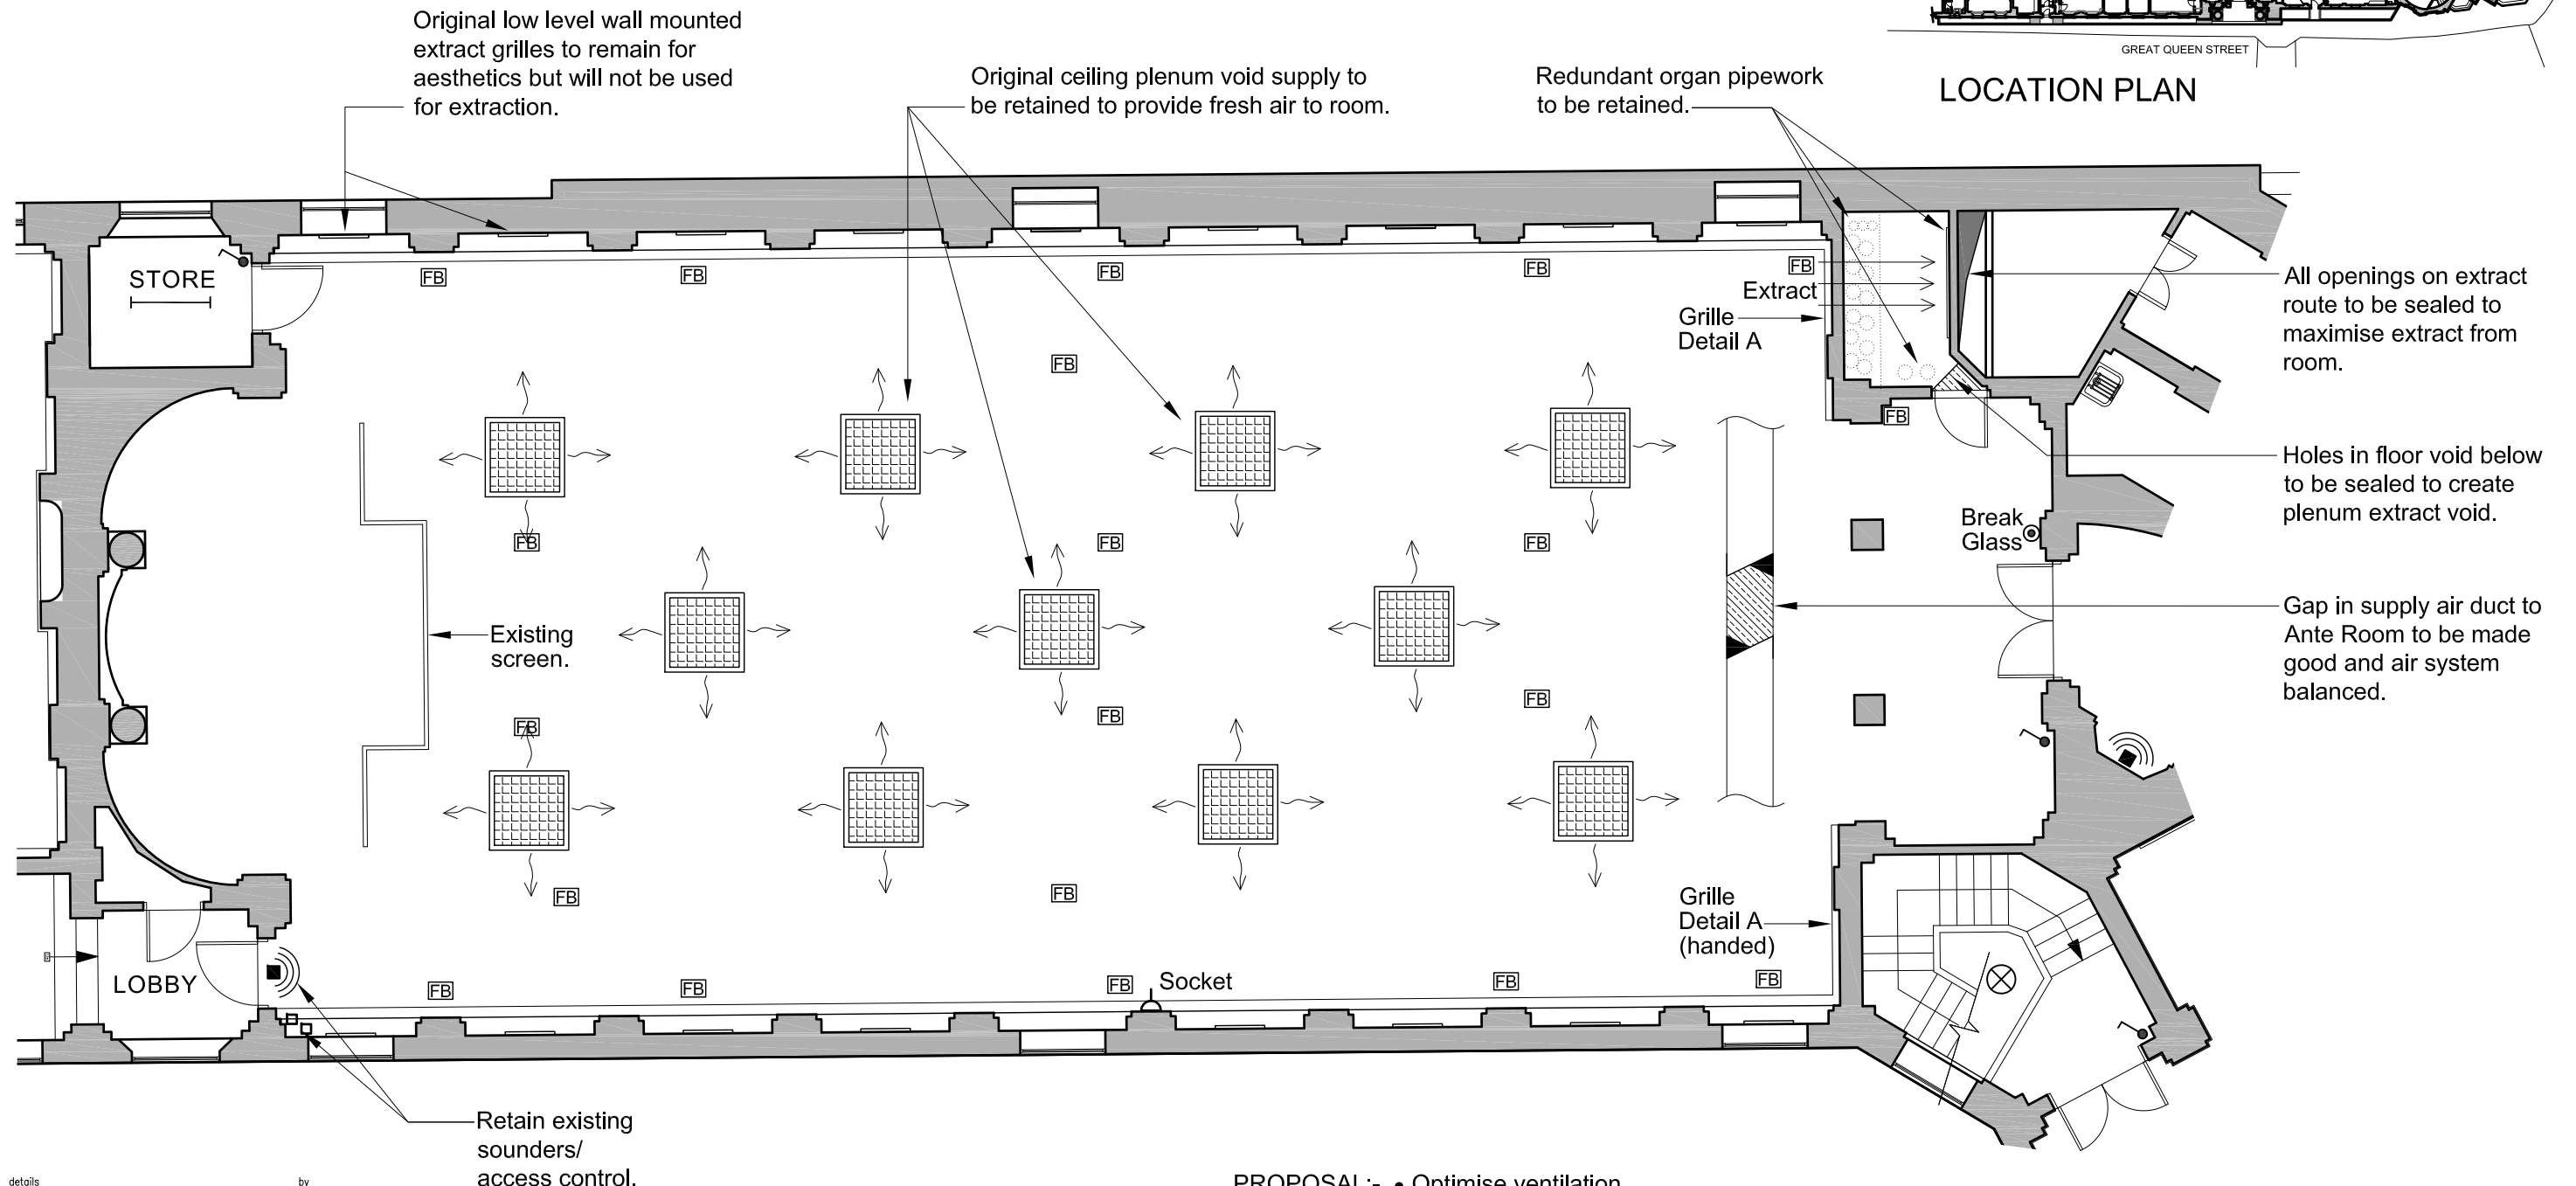 Original low level wall mounted
extract grilles to remain for
aesthetics but will not be used
for extraction.
Original ceiling plenum void supply to
be retained to provide fresh air to room.
Redundant organ pipework
to be retained.
GREAT QUEEN STREET
LOCATION PLAN
STORE
FB
FB
FB
FB
FB
Extract
Grille
Detail A
All openings on extract
route to be sealed to
maximise extract from
room.
FB
FB
Holes in floor void below
to be sealed to create
plenum extract void.
FB
FB
FB
Break
Glass
Existing
screen.
Gap in supply air duct to
Ante Room to be made
good and air system
balanced.
FB
FB
FB
FB
FB
Grille
Detail A
(handed)
LOBBY
FB
FB
FB
Socket
FB
FB
Retain existing
sounders/
access control.
details
by
PROPOSAL:- • Optimise ventilation